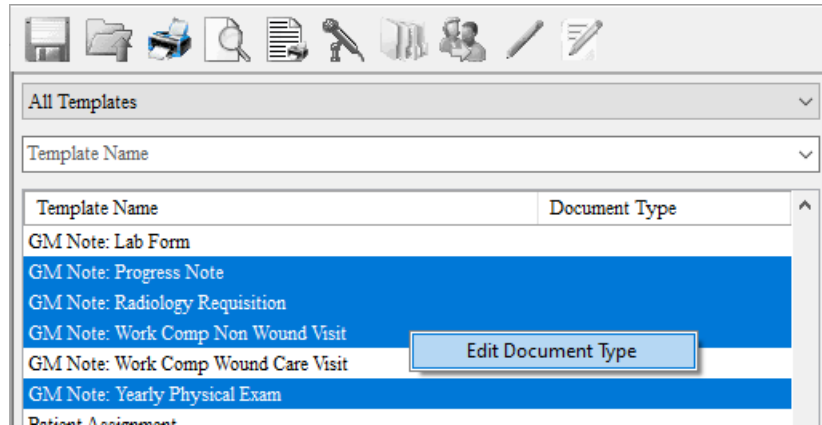 All Templates
Template Name
Template Name Document Type
GM Note: Lab Form
GM Note: Progress Note
GM Note: Radiology Requisition
GM Note: Work Comp Non Wound Visit
Edit Document Type
GM Note: Work Comp Wound Care Visit
GM Note: Yearly Physical Exam
Patient Assignment